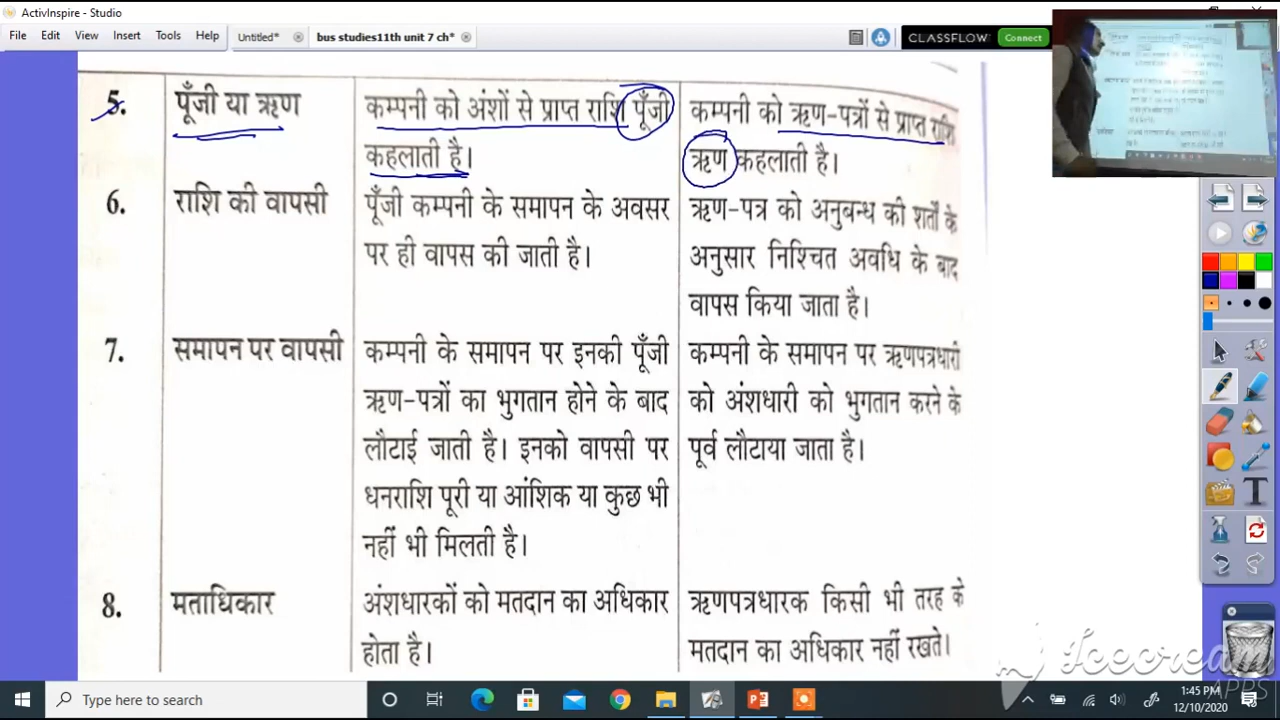 ActivInspire - Studio
File Edit View Insert Tools Help Untitled* bus studies11th unit 7 ch* CLASSFLOW Connect
5. पूँजी या ऋण कम्पनी को अंशों से प्राप्त राशि पूँजी कम्पनी को ऋण-पत्रों से प्राप्त राशि
कहलाती है। ऋण कहलाती है।
6. राशि की वापसी पूँजी कम्पनी के समापन के अवसर ऋण-पत्र को अनुबन्ध की शर्तों के
पर ही वापस की जाती है। अनुसार निश्चित अवधि के बाद
वापस किया जाता है।
7. समापन पर वापसी कम्पनी के समापन पर इनकी पूँजी कम्पनी के समापन पर ऋणपत्रधारी
ऋण-पत्रों का भुगतान होने के बाद को अंशधारी को भुगतान करने के
लौटाई जाती है। इनको वापसी पर पूर्व लौटाया जाता है।
धनराशि पूरी या आंशिक या कुछ भी
नहीं भी मिलती है।
8. मताधिकार अंशधारकों को मतदान का अधिकार ऋणपत्रधारक किसी भी तरह के
होता है। मतदान का अधिकार नहीं रखते।
Icecream
APPS
Type here to search 1:45 PM
12/10/2020